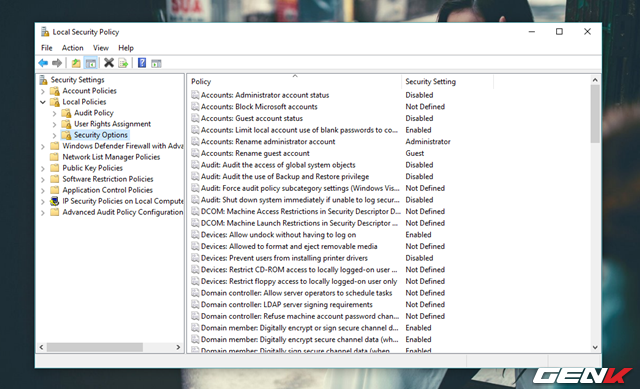 SUX
Local Security Policy
File Action View Help
Security Settings
Account Policies
Local Policies
Audit Policy
User Rights Assignment
Security Options
Windows Defender Firewall with Adva
Network List Manager Policies
Public Key Policies
Software Restriction Policies
Application Control Policies
IP Security Policies on Local Compute
Advanced Audit Policy Configuration
Policy Security Setting
Accounts: Administrator account status Disabled
Accounts: Block Microsoft accounts Not Defined
Accounts: Guest account status Disabled
Accounts: Limit local account use of blank passwords to co... Enabled
Accounts: Rename administrator account Administrator
Accounts: Rename guest account Guest
Audit: Audit the access of global system objects Disabled
Audit: Audit the use of Backup and Restore privilege Disabled
Audit: Force audit policy subcategory settings (Windows Vis... Not Defined
Audit: Shut down system immediately if unable to log secur... Disabled
DCOM: Machine Access Restrictions in Security Descriptor D... Not Defined
DCOM: Machine Launch Restrictions in Security Descriptor ... Not Defined
Devices: Allow undock without having to log on Enabled
Devices: Allowed to format and eject removable media Not Defined
Devices: Prevent users from installing printer drivers Disabled
Devices: Restrict CD-ROM access to locally logged-on user ... Not Defined
Devices: Restrict floppy access to locally logged-on user only Not Defined
Domain controller: Allow server operators to schedule tasks Not Defined
Domain controller: LDAP server signing requirements Not Defined
Domain controller: Refuse machine account password chan... Not Defined
Domain member: Digitally encrypt or sign secure channel d... Enabled
Domain member: Digitally encrypt secure channel data (wh... Enabled
Domain member: Digitally sign secure channel data (when ... Enabled
GENK